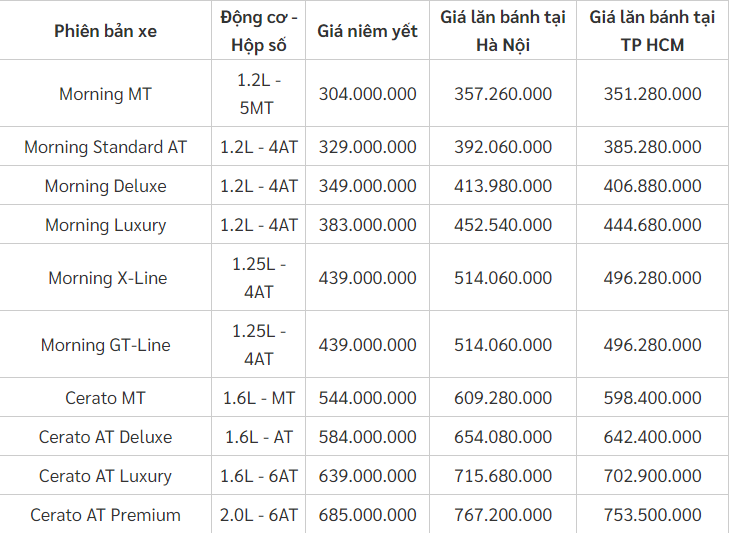 Phiên bản xe | Động cơ - Hộp số | Giá niêm yết | Giá lăn bánh tại Hà Nội | Giá lăn bánh tại TP HCM
Morning MT | 1.2L - 5MT | 304.000.000 | 357.260.000 | 351.280.000
Morning Standard AT | 1.2L - 4AT | 329.000.000 | 392.060.000 | 385.280.000
Morning Deluxe | 1.2L - 4AT | 349.000.000 | 413.980.000 | 406.880.000
Morning Luxury | 1.2L - 4AT | 383.000.000 | 452.540.000 | 444.680.000
Morning X-Line | 1.25L - 4AT | 439.000.000 | 514.060.000 | 496.280.000
Morning GT-Line | 1.25L - 4AT | 439.000.000 | 514.060.000 | 496.280.000
Cerato MT | 1.6L - MT | 544.000.000 | 609.280.000 | 598.400.000
Cerato AT Deluxe | 1.6L - AT | 584.000.000 | 654.080.000 | 642.400.000
Cerato AT Luxury | 1.6L - 6AT | 639.000.000 | 715.680.000 | 702.900.000
Cerato AT Premium | 2.0L - 6AT | 685.000.000 | 767.200.000 | 753.500.000